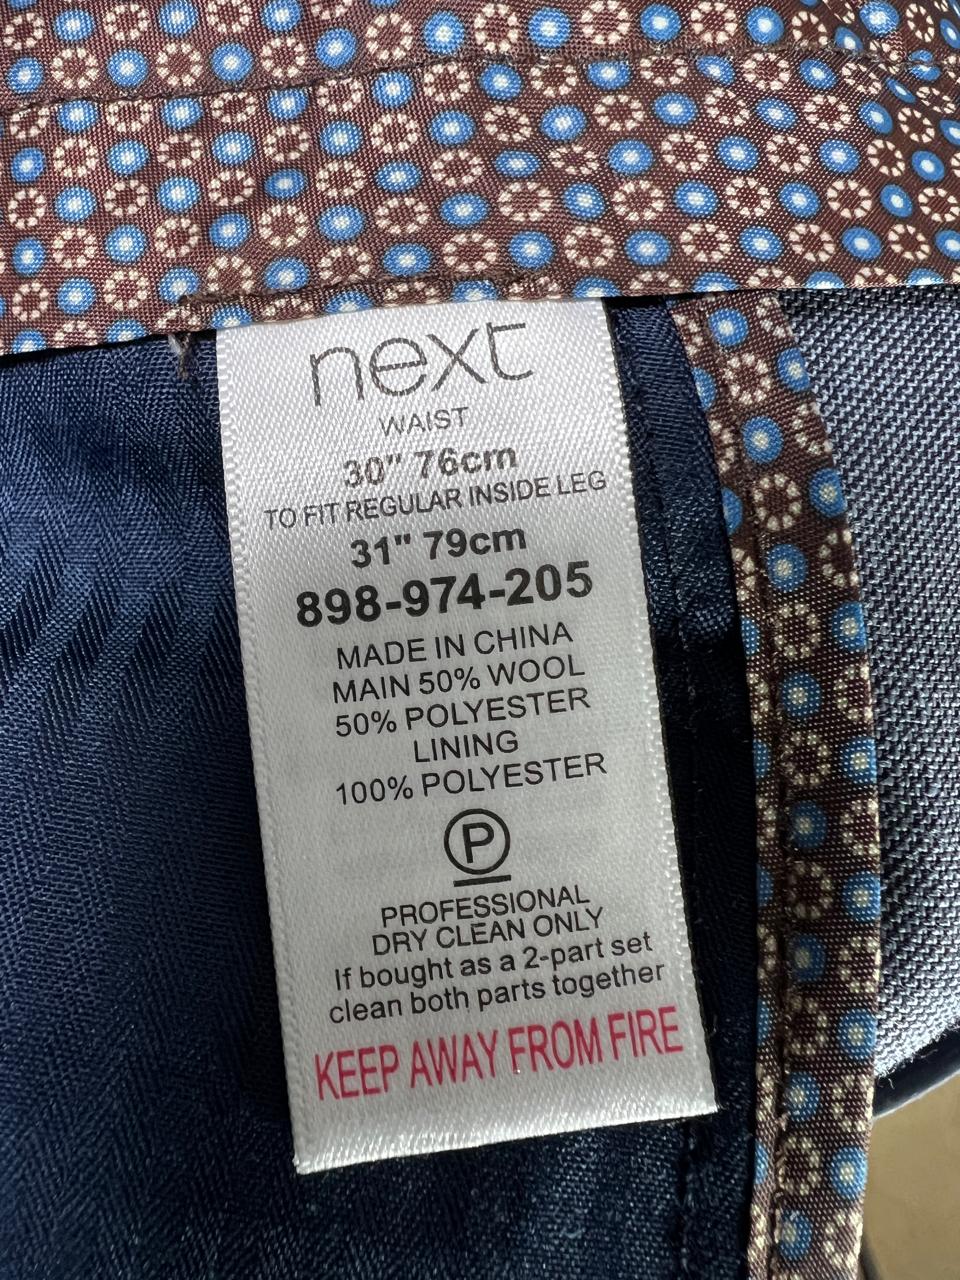 next
WAIST
30" 76cm
TO FIT REGULAR INSIDE LEG
31" 79cm
898-974-205
MADE IN CHINA
MAIN 50% WOOL
50% POLYESTER
LINING
100% POLYESTER
P
PROFESSIONAL
DRY CLEAN ONLY
If bought as a 2-part set
clean both parts together
KEEP AWAY FROM FIRE